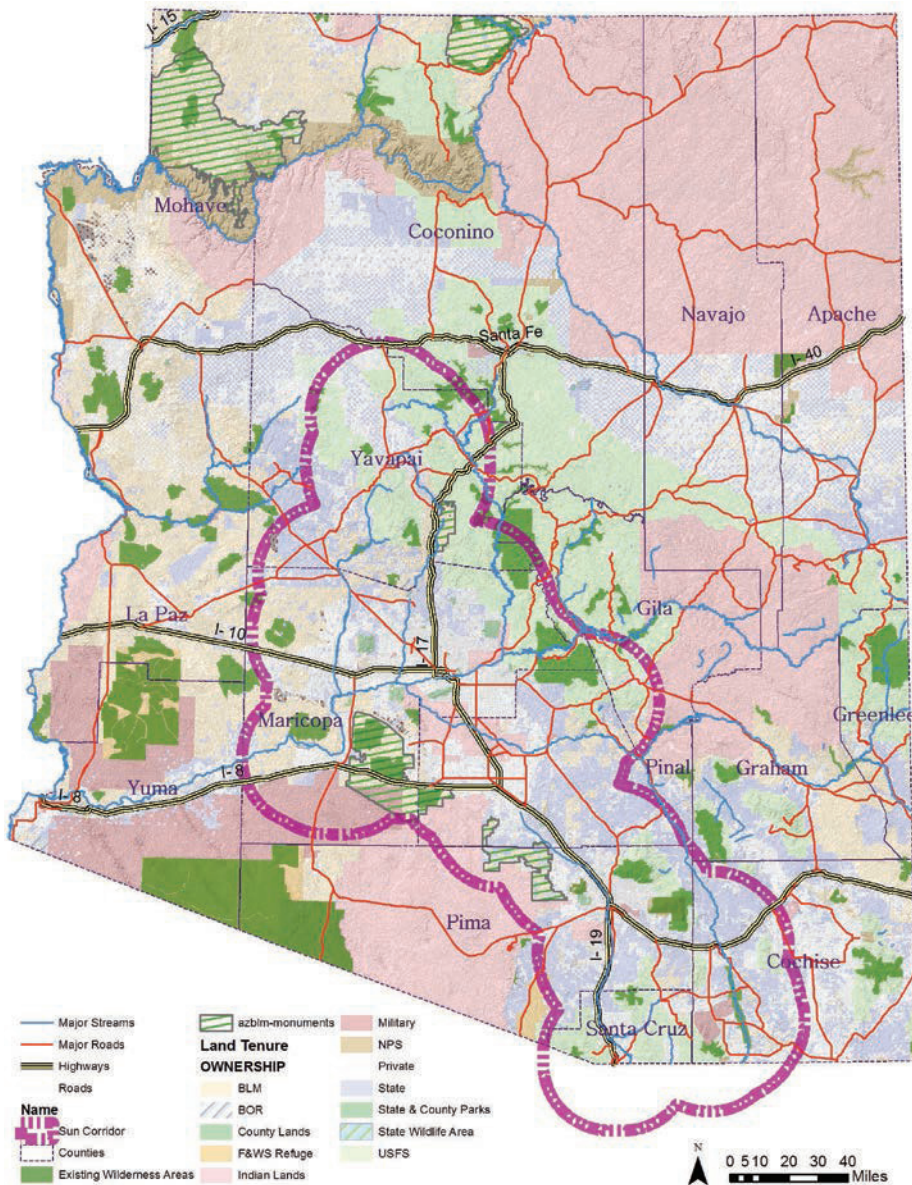 I- 15
Mohave
Coconino
Navajo
Apache
Santa Fe
I- 40
Yavapai
La Paz
I- 10
I- 17
Gila
Maricopa
Greenlee
I- 8
Pinal
Graham
Yuma
I- 8
Pima
I- 19
Cochise
Santa Cruz
Major Streams
Major Roads
Highways
Roads
Name
Sun Corridor
Counties
Existing Wilderness Areas
azblm-monuments
Land Tenure
OWNERSHIP
BLM
BOR
County Lands
F&WS Refuge
Indian Lands
Military
NPS
Private
State
State & County Parks
State Wildlife Area
USFS
N
0 5 10 20 30 40
Miles